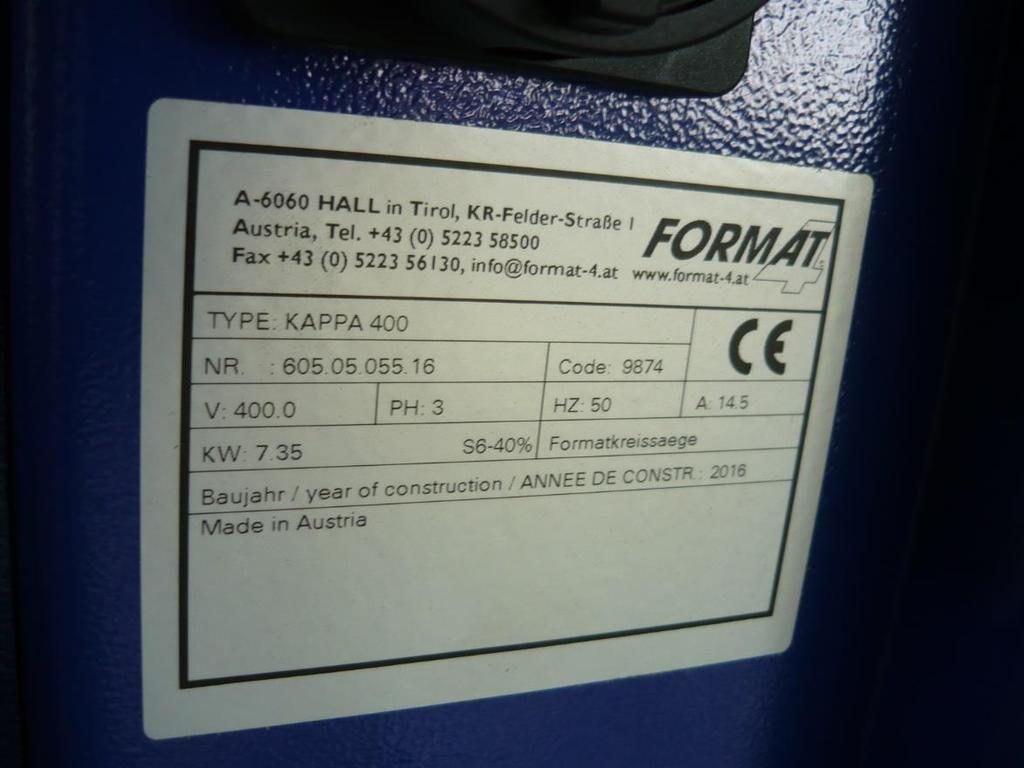 A-6060 HALL in Tirol, KR-Felder-Straße 1
Austria, Tel. +43 (0) 5223 58500
Fax +43 (0) 5223 56130, info@format-4.at www.format-4.at
FORMAT 4
TYPE: KAPPA 400
NR. : 605.05.055.16 Code: 9874
CE
V: 400.0 PH: 3 HZ: 50 A: 14.5
KW: 7.35 S6-40% Formatkreissaege
Baujahr / year of construction / ANNEE DE CONSTR.: 2016
Made in Austria